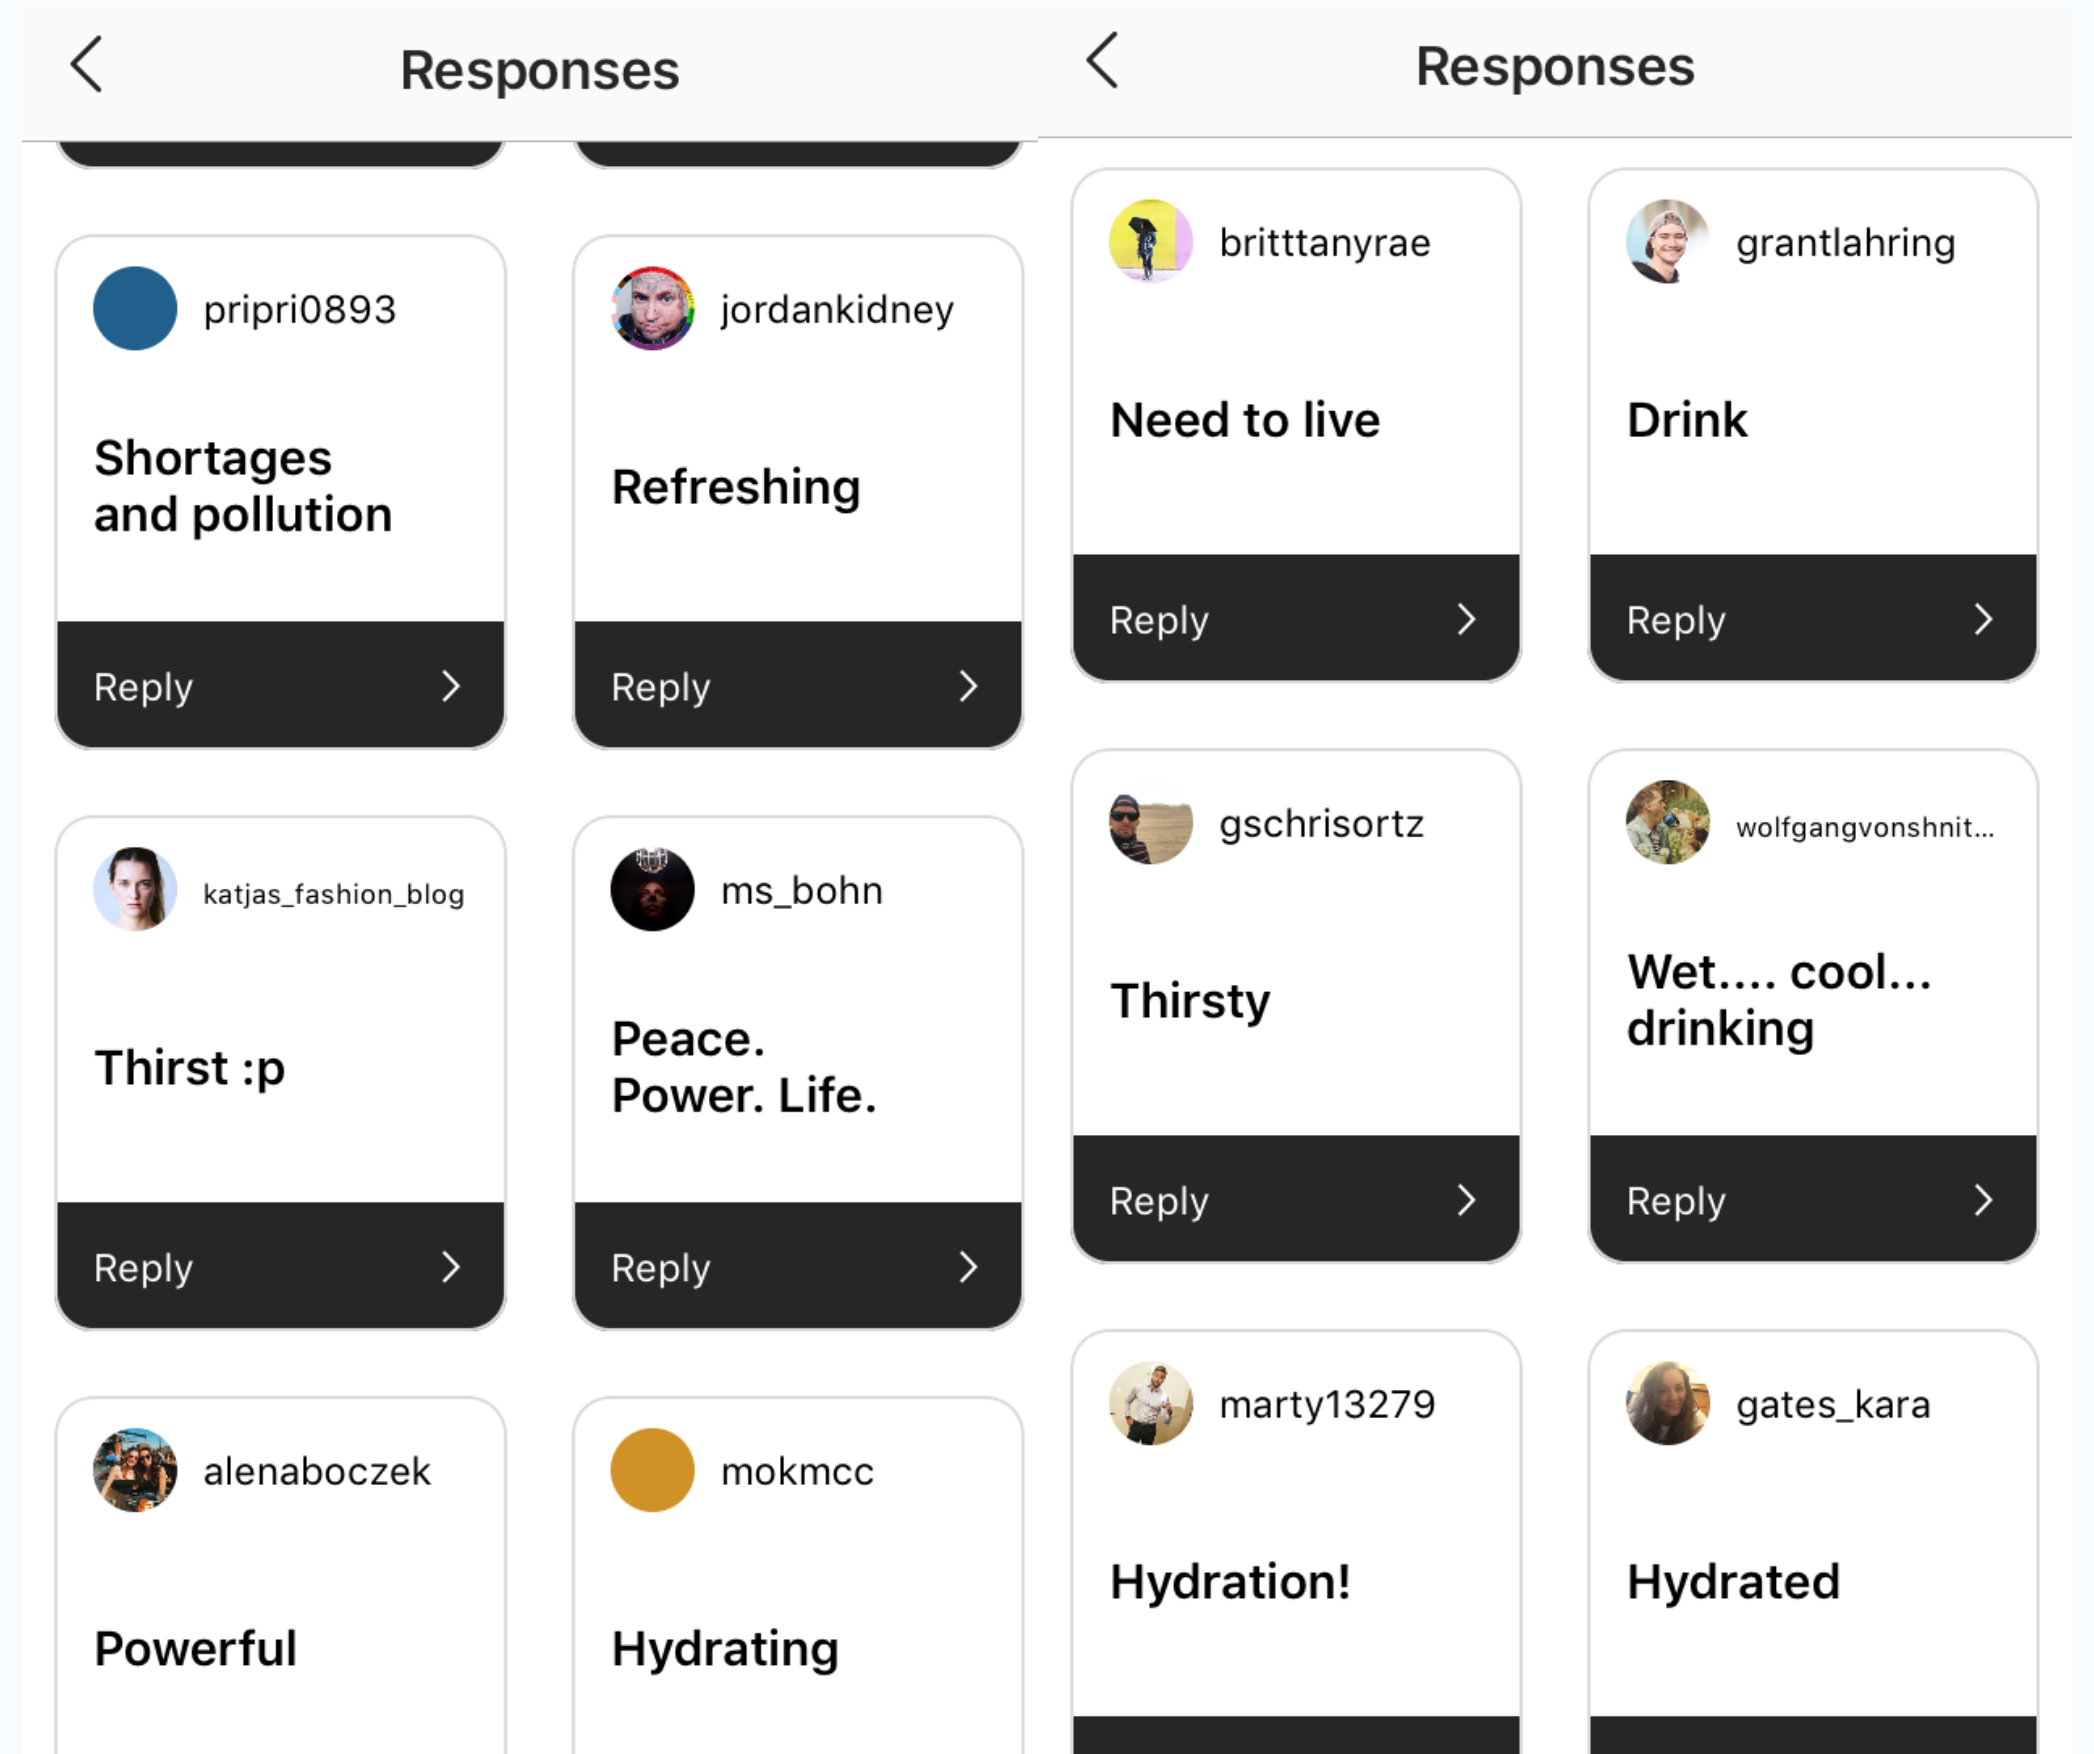 Responses
pripri0893
Shortages
and pollution
Reply
jordankidney
Refreshing
Reply
katjas_fashion_blog
Thirst :p
Reply
ms_bohn
Peace.
Power. Life.
Reply
alenaboczek
Powerful
mokmcc
Hydrating
Responses
britttanyrae
Need to live
Reply
grantlahring
Drink
Reply
gschrisortz
Thirsty
Reply
wolfgangvonshnit...
Wet.... cool...
drinking
Reply
marty13279
Hydration!
gates_kara
Hydrated